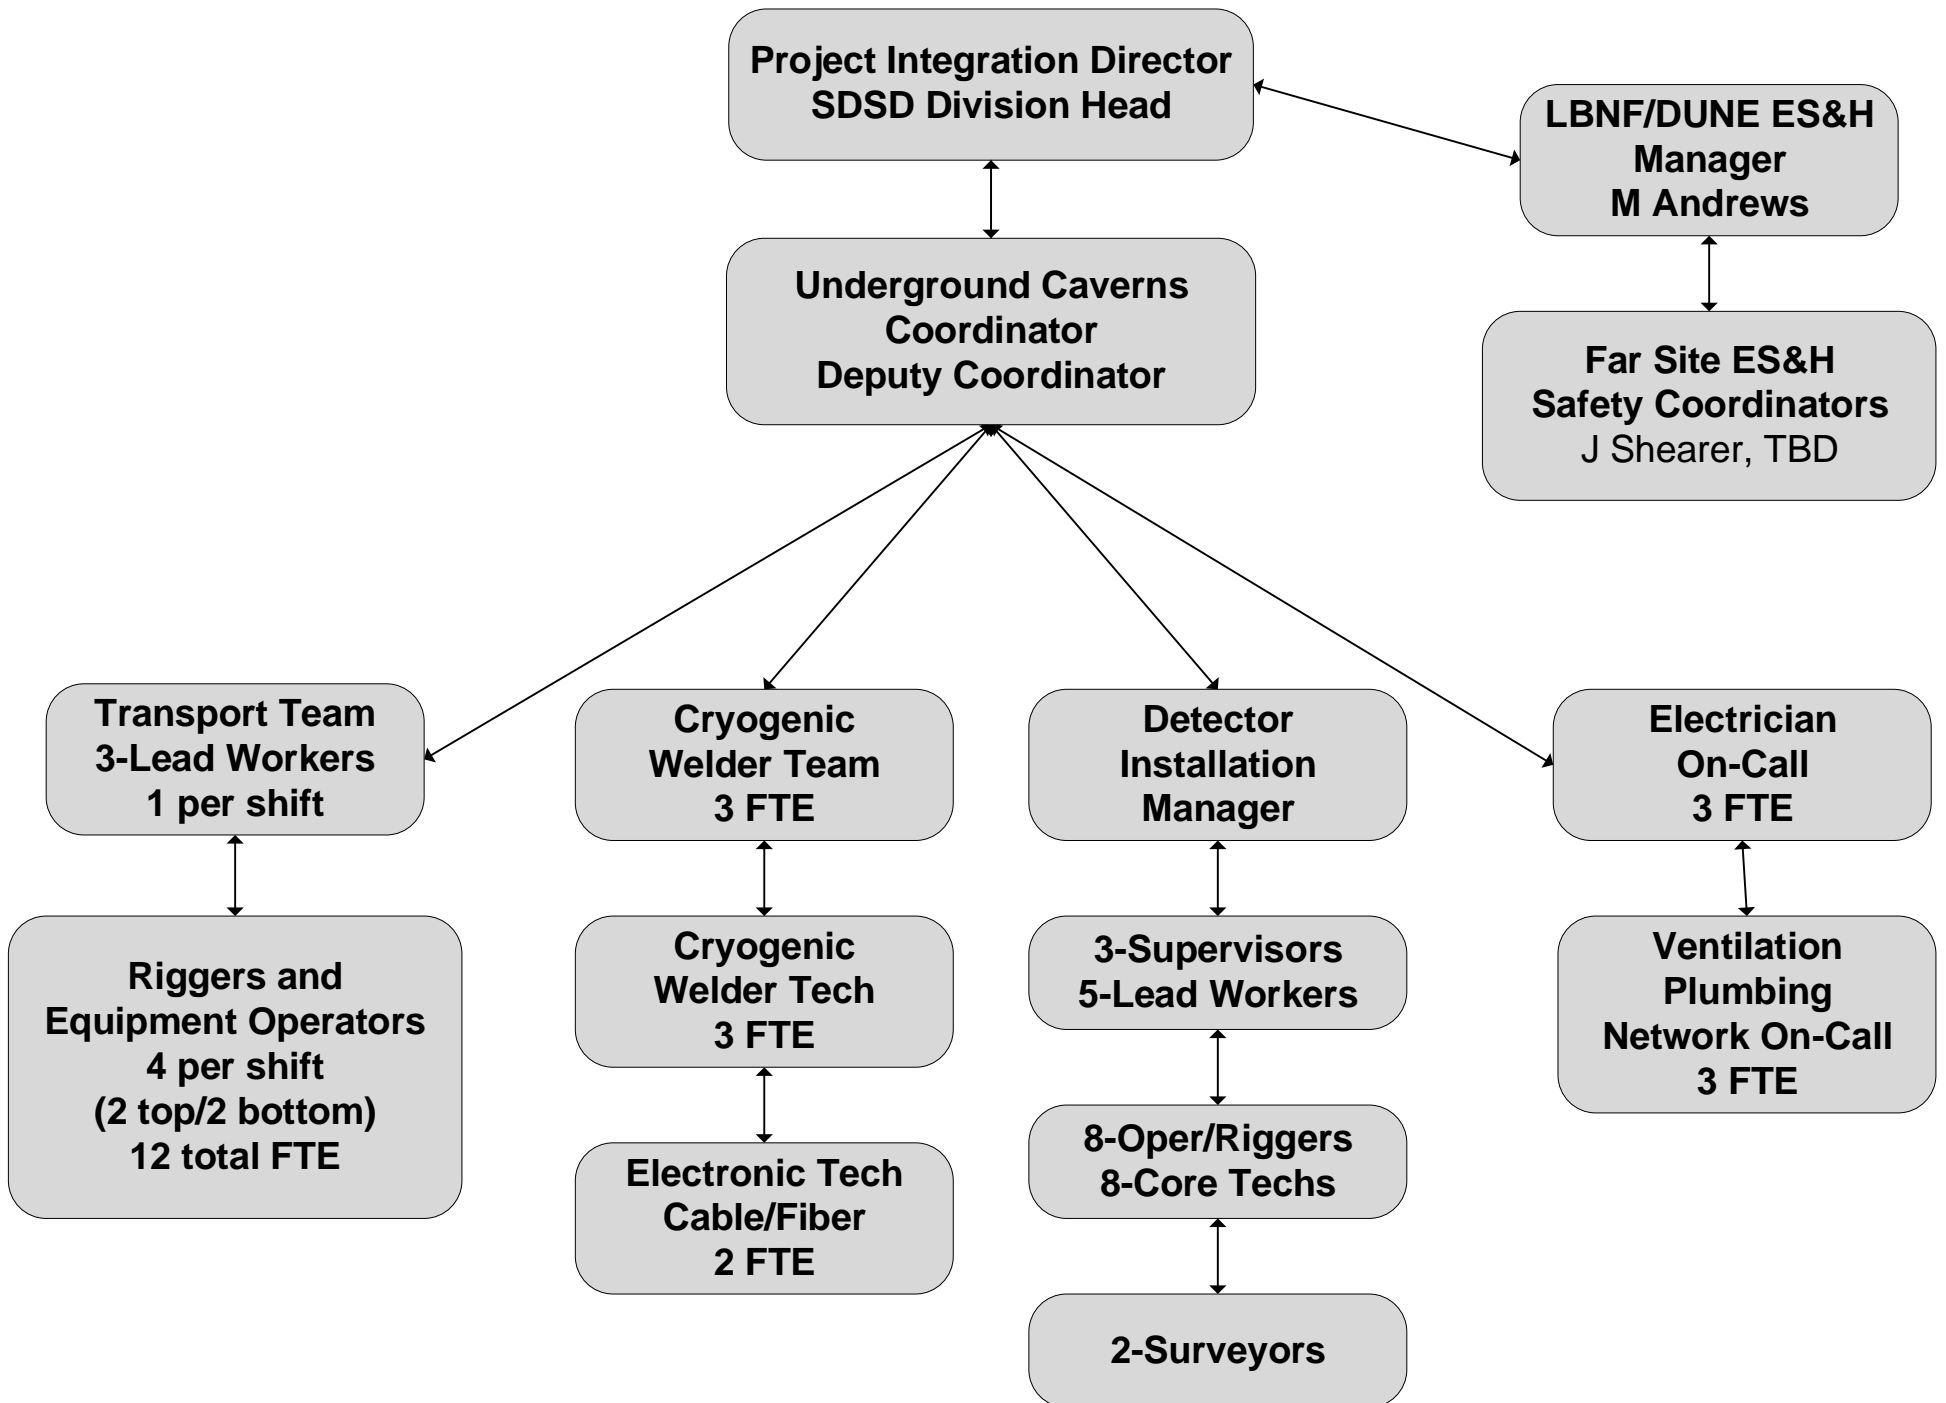 Project Integration Director
SDSD Division Head
LBNF/DUNE ES&H
Manager
M Andrews
Underground Caverns
Coordinator
Deputy Coordinator
Far Site ES&H
Safety Coordinators
J Shearer, TBD
Transport Team
3-Lead Workers
1 per shift
Cryogenic
Welder Team
3 FTE
Detector
Installation
Manager
Electrician
On-Call
3 FTE
Riggers and
Equipment Operators
4 per shift
(2 top/2 bottom)
12 total FTE
Cryogenic
Welder Tech
3 FTE
3-Supervisors
5-Lead Workers
Ventilation
Plumbing
Network On-Call
3 FTE
Electronic Tech
Cable/Fiber
2 FTE
8-Oper/Riggers
8-Core Techs
2-Surveyors